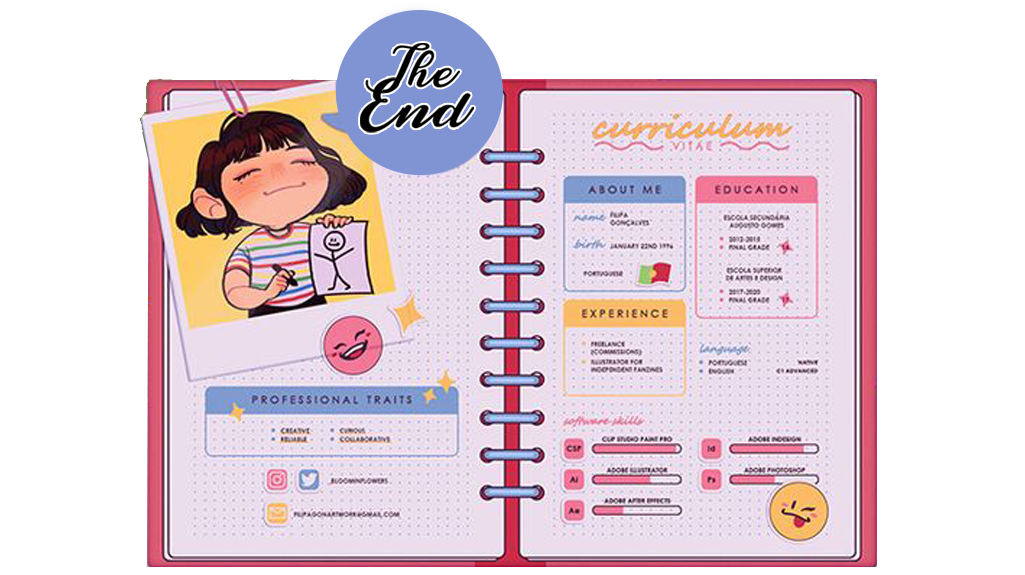 The
End
PROFESSIONAL TRAITS
CREATIVE
RELIABLE
CURIOUS
COLLABORATIVE
_BLOOMINFLOWERS_
FILIPAGONARTWORK@GMAIL.COM
curriculum
VITAE
ABOUT ME
name FILIPA
GONÇALVES
birth JANUARY 22ND 1996
PORTUGUESE
EDUCATION
ESCOLA SECUNDÁRIA
AUGUSTO GOMES
2012-2015
FINAL GRADE
ESCOLA SUPERIOR
DE ARTES E DESIGN
2017-2020
FINAL GRADE
EXPERIENCE
FREELANCE
(COMMISSIONS)
ILLUSTRATOR FOR
INDEPENDENT FANZINES
language
PORTUGUESE NATIVE
ENGLISH C1 ADVANCED
software skills
CSP CLIP STUDIO PAINT PRO
Ai ADOBE ILLUSTRATOR
Ae ADOBE AFTER EFFECTS
Id ADOBE INDESIGN
Ps ADOBE PHOTOSHOP